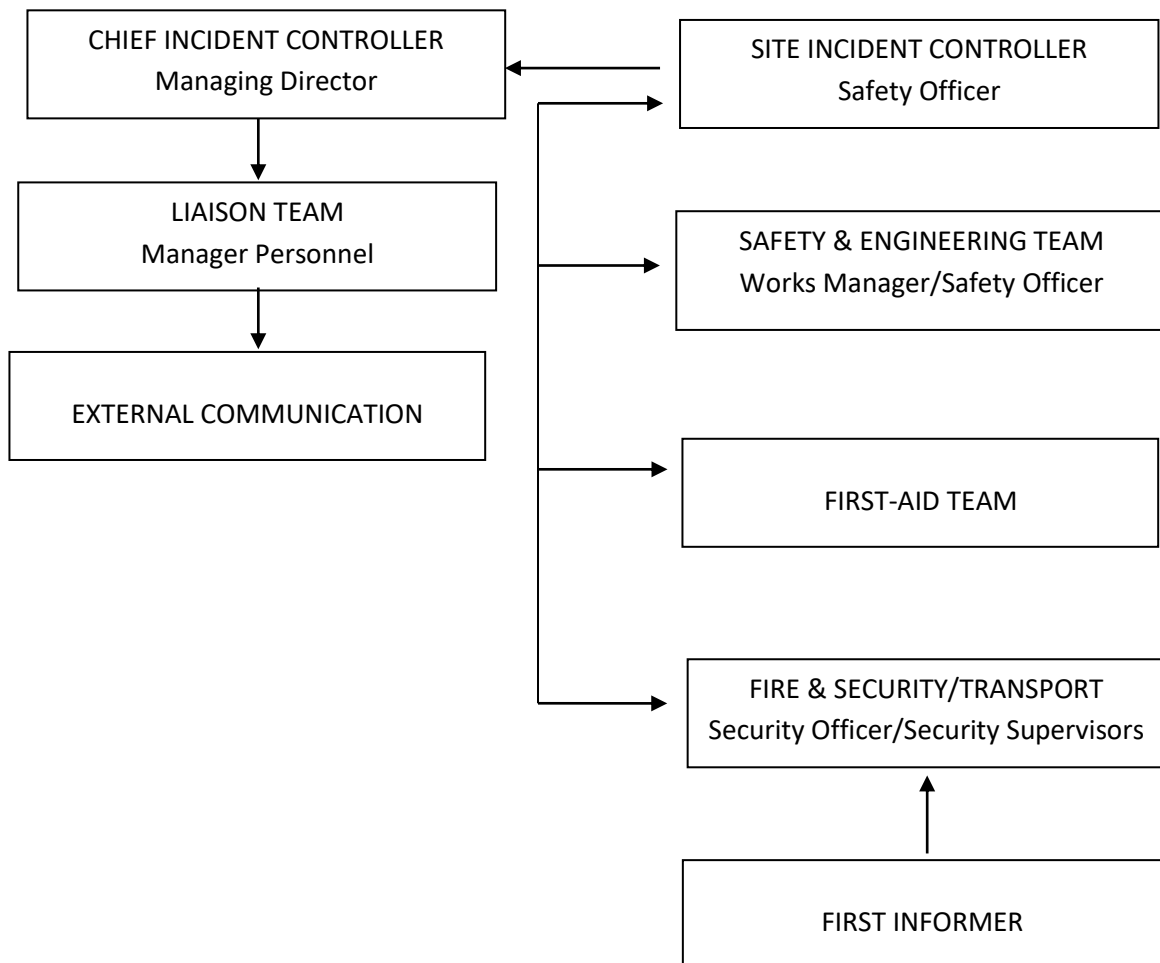 CHIEF INCIDENT CONTROLLER
Managing Director
SITE INCIDENT CONTROLLER
Safety Officer
LIAISON TEAM
Manager Personnel
SAFETY & ENGINEERING TEAM
Works Manager/Safety Officer
EXTERNAL COMMUNICATION
FIRST-AID TEAM
FIRE & SECURITY/TRANSPORT
Security Officer/Security Supervisors
FIRST INFORMER